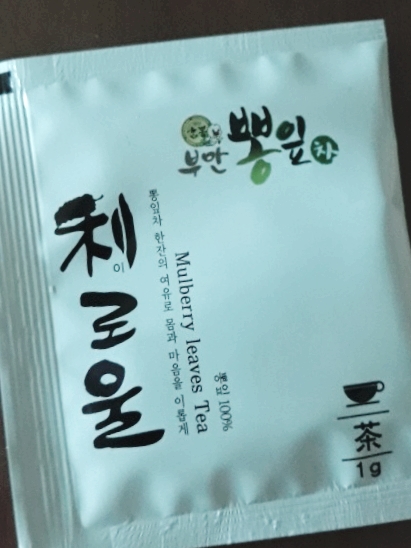 부안 뽕잎차
利 이
로울
뽕잎차 한잔의 여유로 몸과 마음을 이롭게
Mulberry leaves Tea
뽕잎 100%
茶
1g